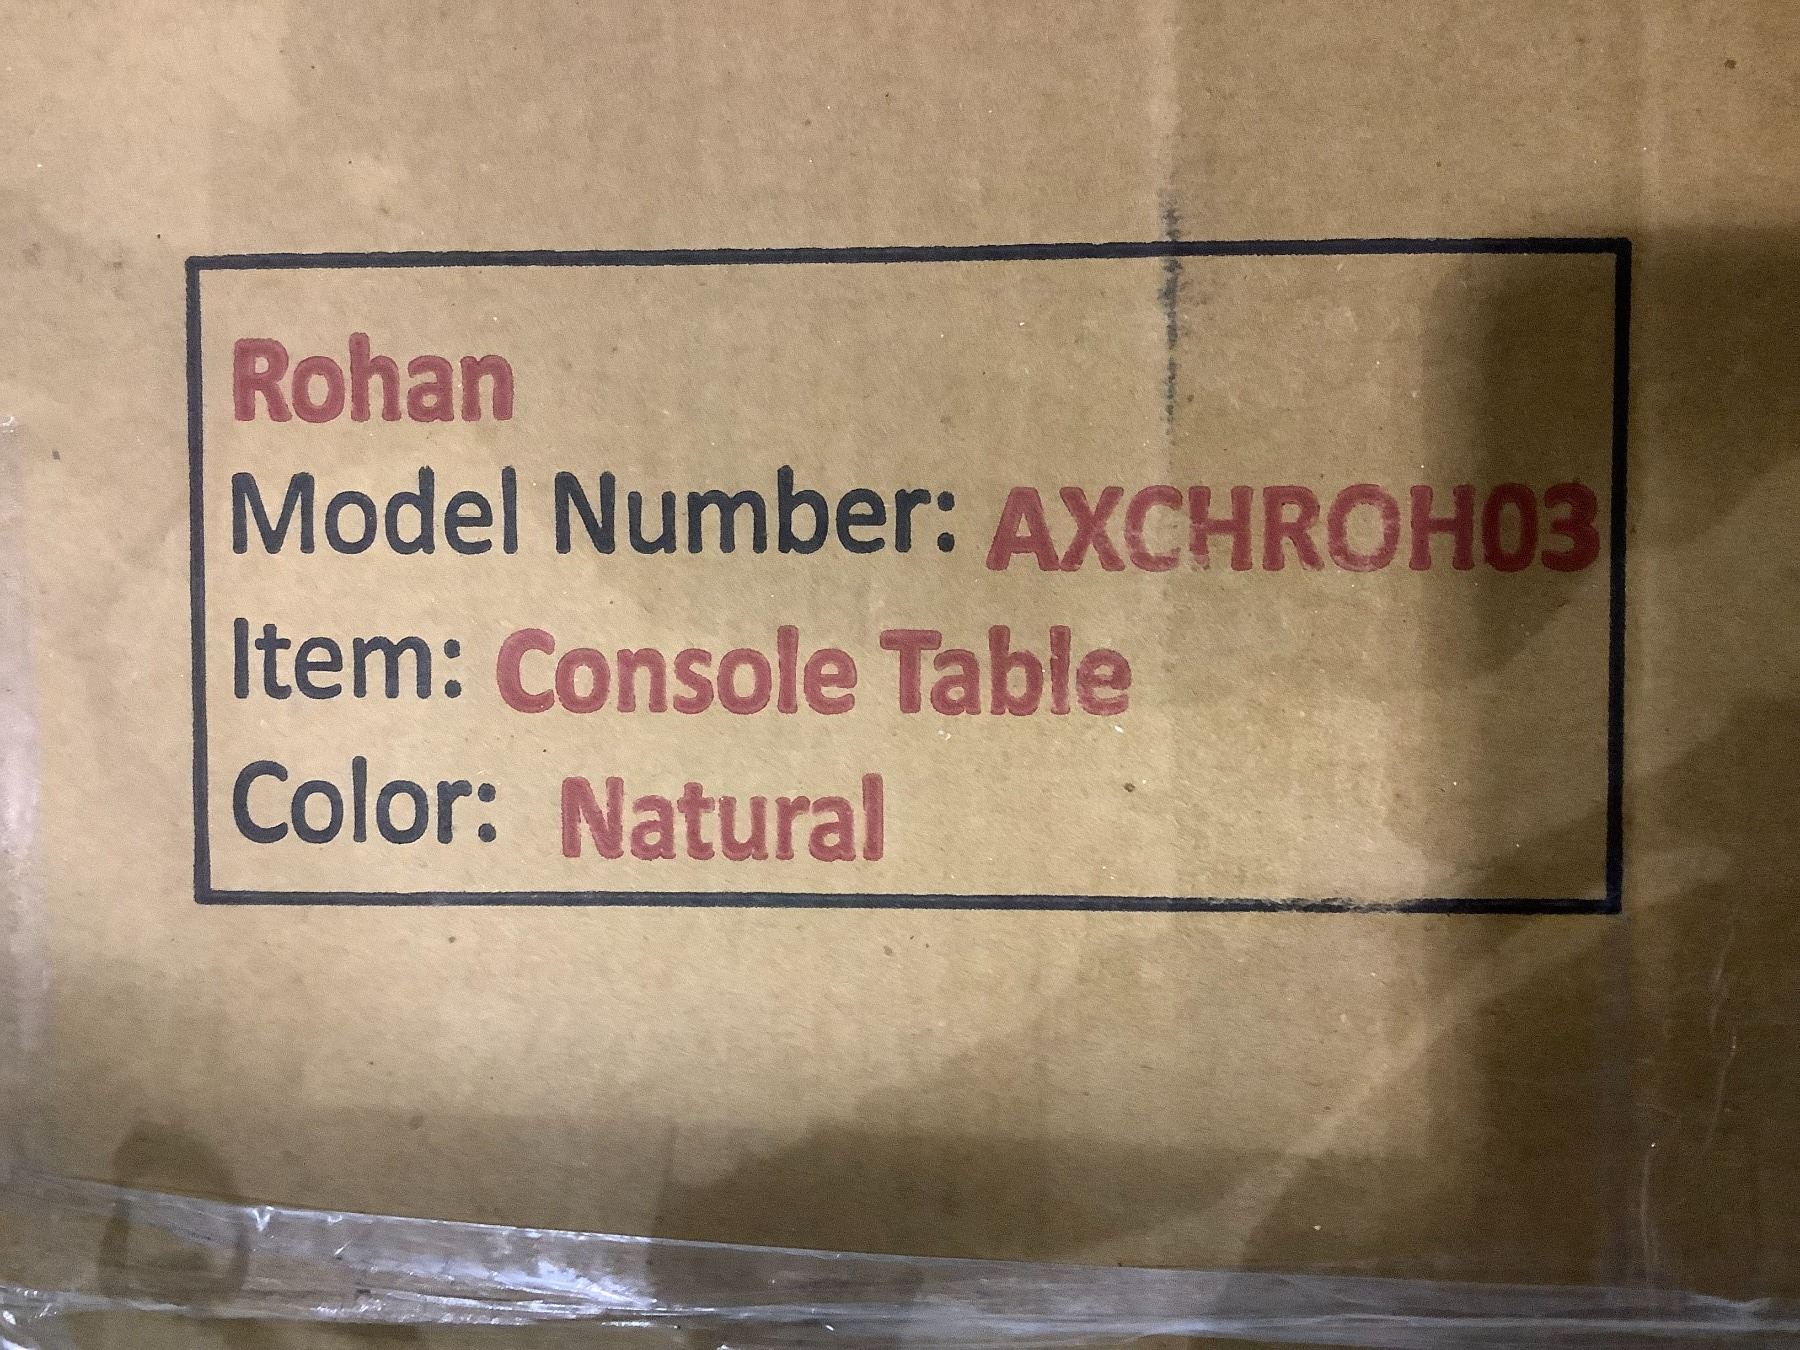 Rohan
Model Number: AXCHROH03
Item: Console Table
Color: Natural